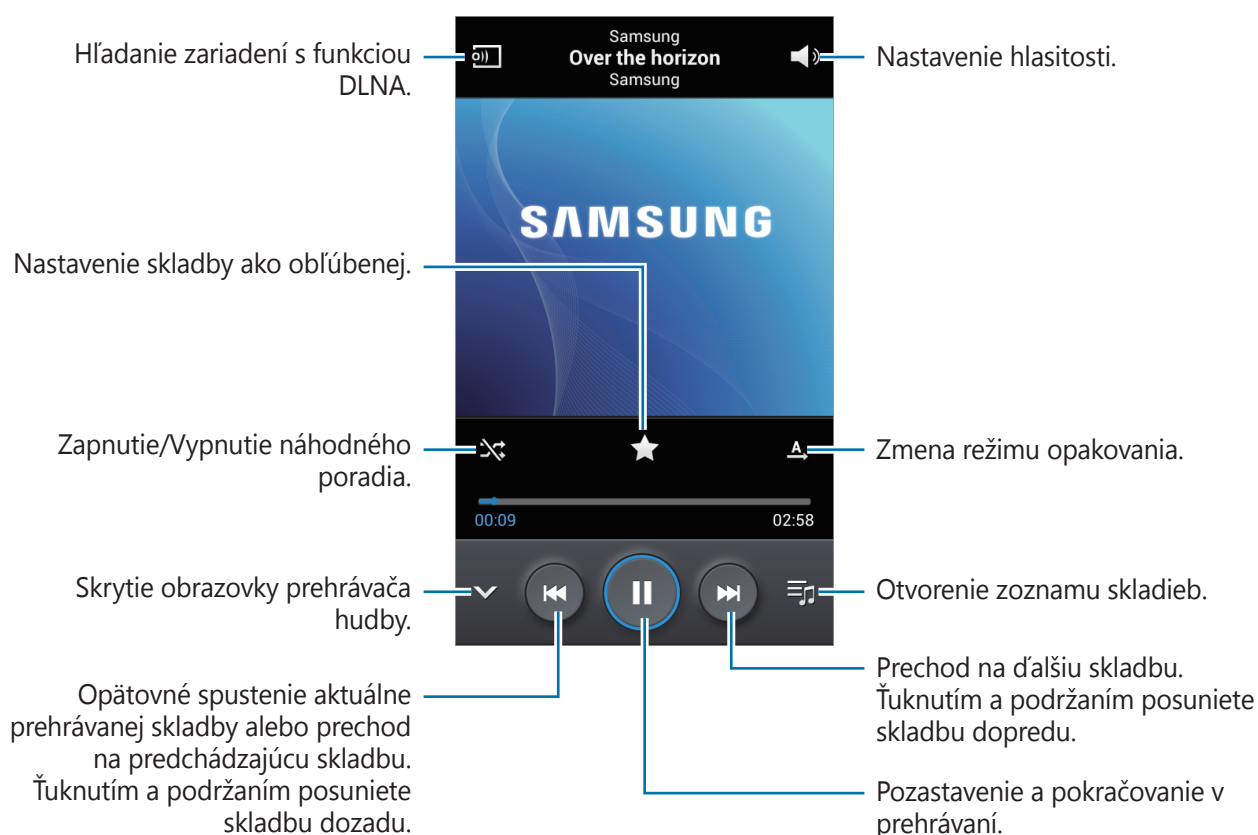 Hľadanie zariadení s funkciou
DLNA.
Samsung
Over the horizon
Samsung
Nastavenie hlasitosti.
SAMSUNG
Nastavenie skladby ako obľúbenej.
Zapnutie/Vypnutie náhodného
poradia.
A
Zmena režimu opakovania.
00:09
02:58
Skrytie obrazovky prehrávača
hudby.
Otvorenie zoznamu skladieb.
Opätovné spustenie aktuálne
prehrávanej skladby alebo prechod
na predchádzajúcu skladbu.
Ťuknutím a podržaním posuniete
skladbu dozadu.
Prechod na ďalšiu skladbu.
Ťuknutím a podržaním posuniete
skladbu dopredu.
Pozastavenie a pokračovanie v
prehrávaní.